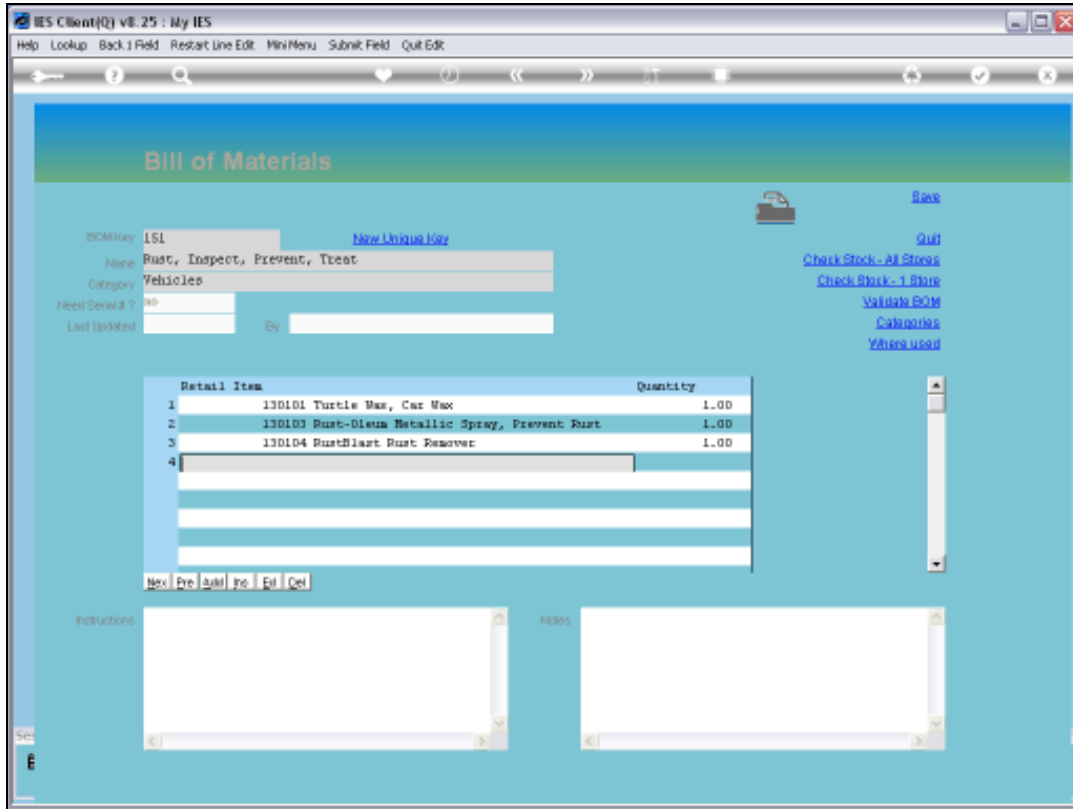 IES Client(Q) v8.25 : My IES
Help Lookup Back 1 Field Restart Line Edit MiniMenu Submit Field Quit Edit
Bill of Materials
Save
BOM Key 151 New Unique Key Quit
Name Rust, Inspect, Prevent, Treat Check Stock - All Stores
Category Vehicles Check Stock - 1 Store
Need Serial # ? no Validate BOM
Last Updated By Categories
Where used
Retail Item Quantity
1 130101 Turtle Wax, Car Wax 1.00
2 130103 Rust-Oleum Metallic Spray, Prevent Rust 1.00
3 130104 RustBlast Rust Remover 1.00
4
Nex Pre Add Ins Ed Del
Instructions Notes